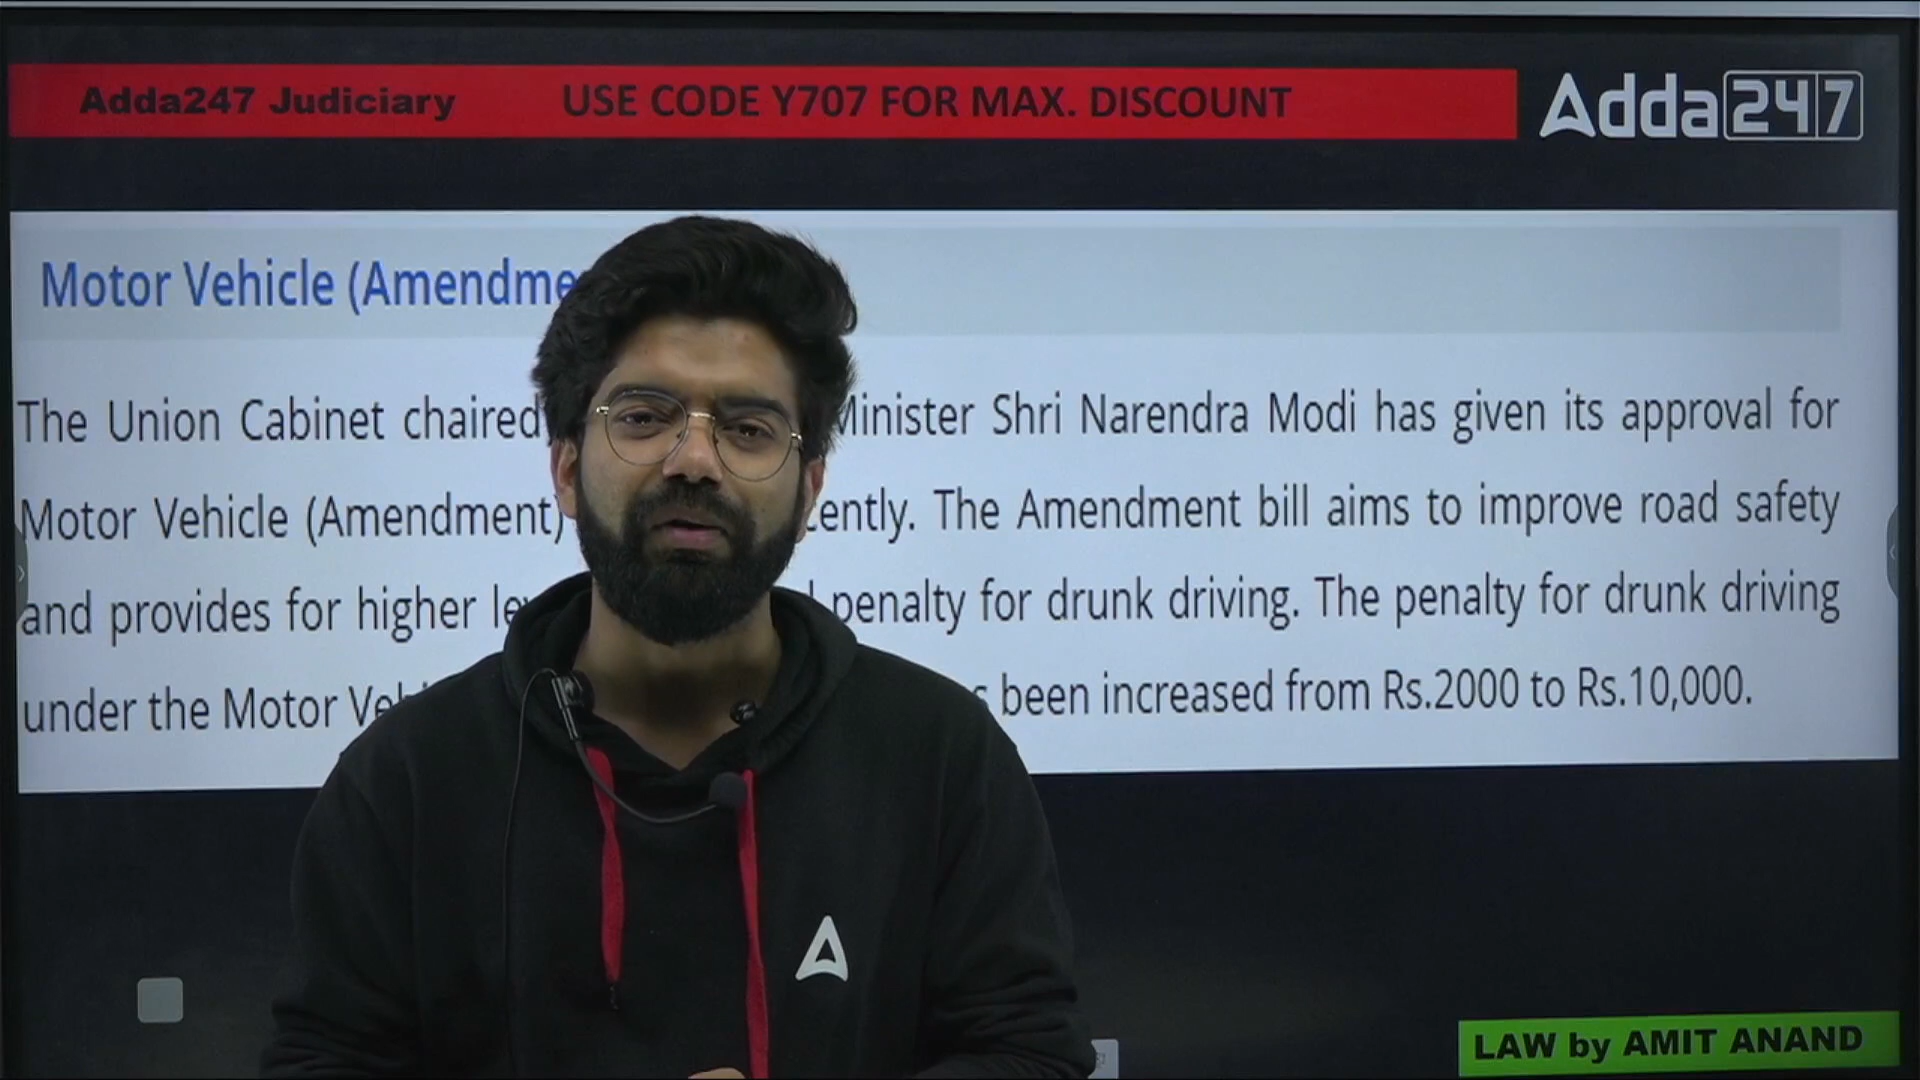 Adda247 Judiciary USE CODE Y707 FOR MAX. DISCOUNT Adda247
Motor Vehicle (Amendme
The Union Cabinet chaired Minister Shri Narendra Modi has given its approval for
Motor Vehicle (Amendment) cently. The Amendment bill aims to improve road safety
and provides for higher le penalty for drunk driving. The penalty for drunk driving
under the Motor Veh been increased from Rs.2000 to Rs.10,000.
LAW by AMIT ANAND